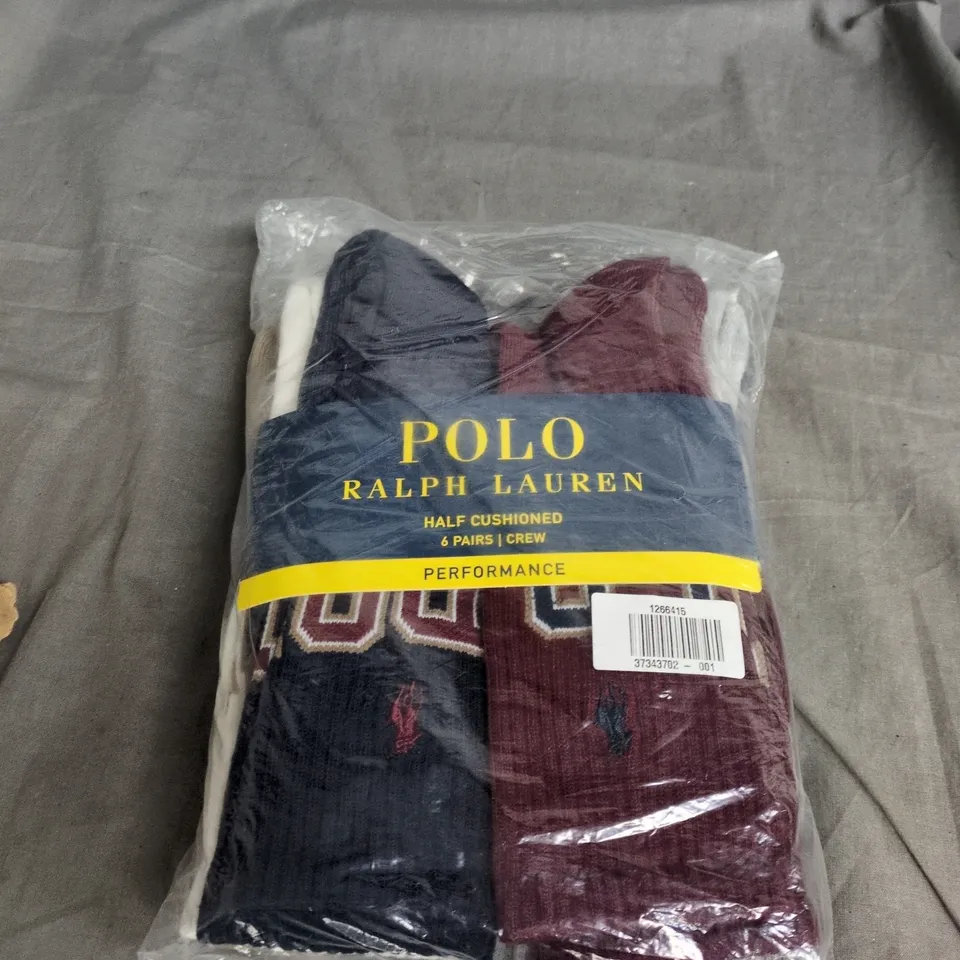 POLO
RALPH LAUREN
HALF CUSHIONED
6 PAIRS | CREW
PERFORMANCE
1266415
37343702 - 001